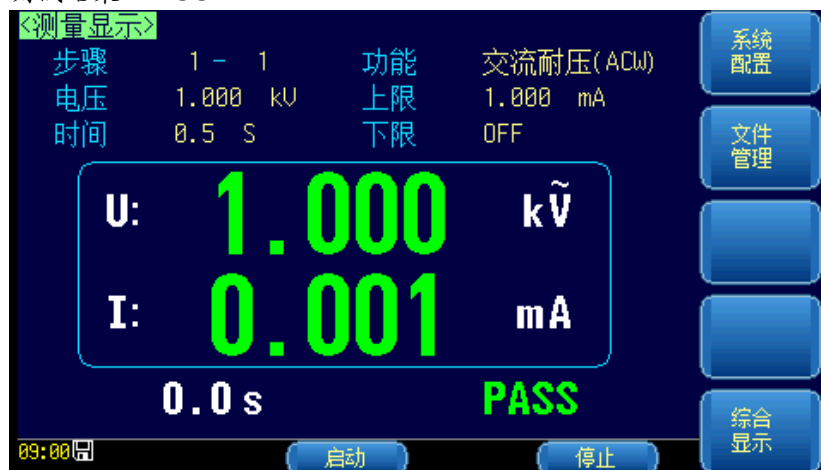 <测量显示>
步骤 1 - 1 功能 交流耐压(ACW)
电压 1.000 kV 上限 1.000 mA
时间 0.5 S 下限 OFF
U: 1.000 kṼ
I: 0.001 mA
0.0 s PASS
09:00 启动 停止
系统
配置
文件
管理
综合
显示